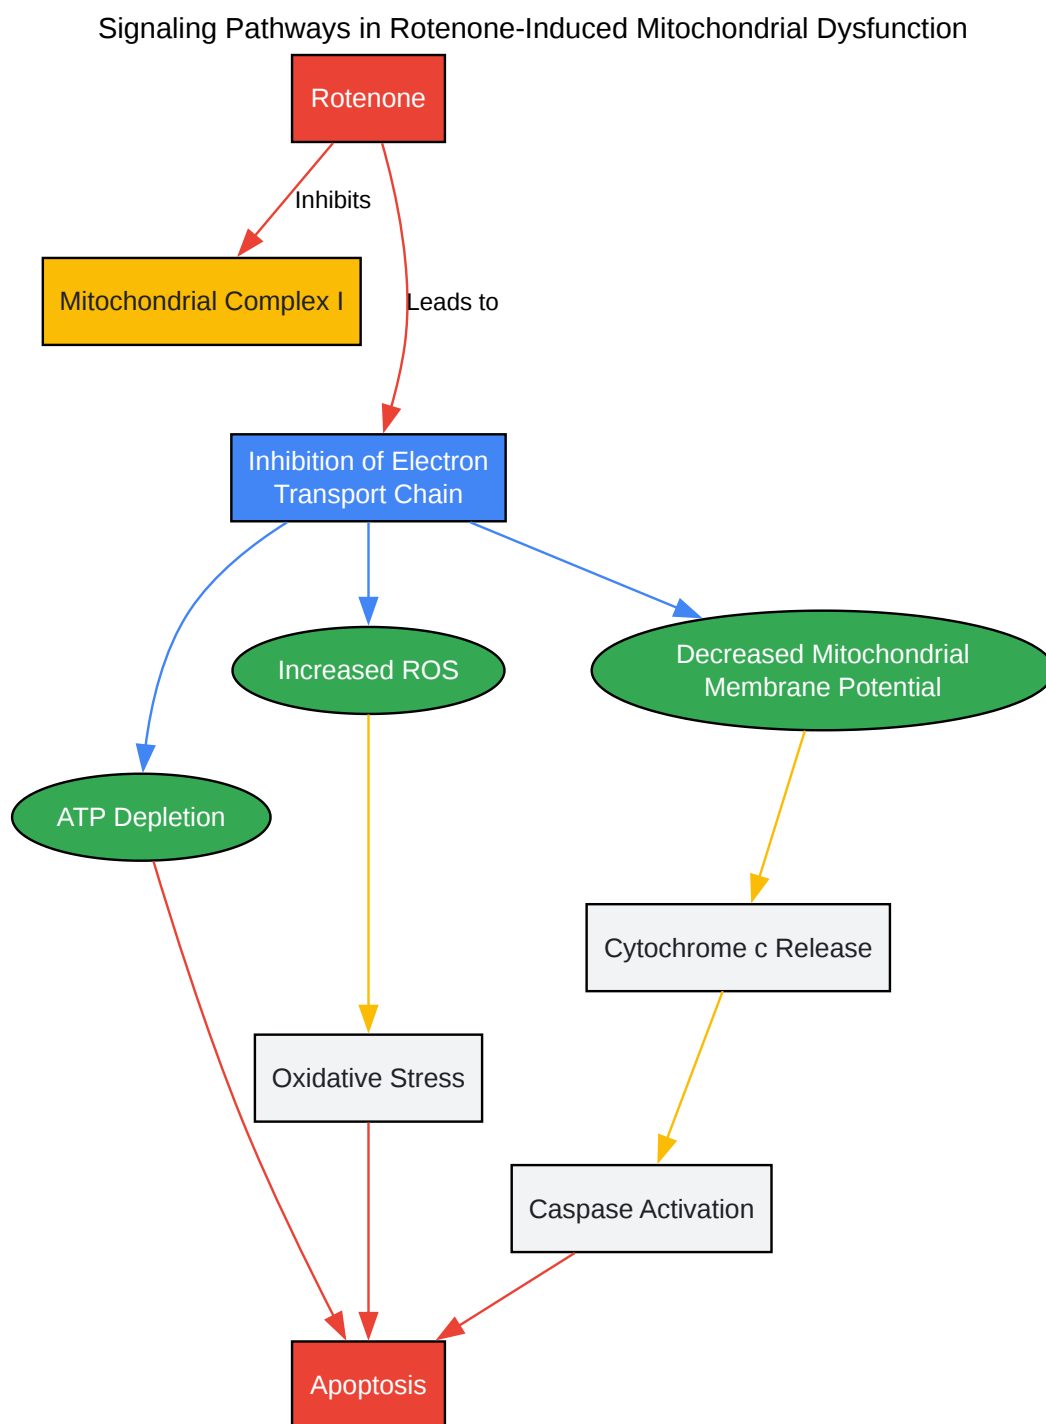 Signaling Pathways in Rotenone-Induced Mitochondrial Dysfunction
Rotenone
Inhibits
Mitochondrial Complex I
Leads to
Inhibition of Electron
Transport Chain
Increased ROS
Decreased Mitochondrial
Membrane Potential
ATP Depletion
Cytochrome c Release
Oxidative Stress
Caspase Activation
Apoptosis